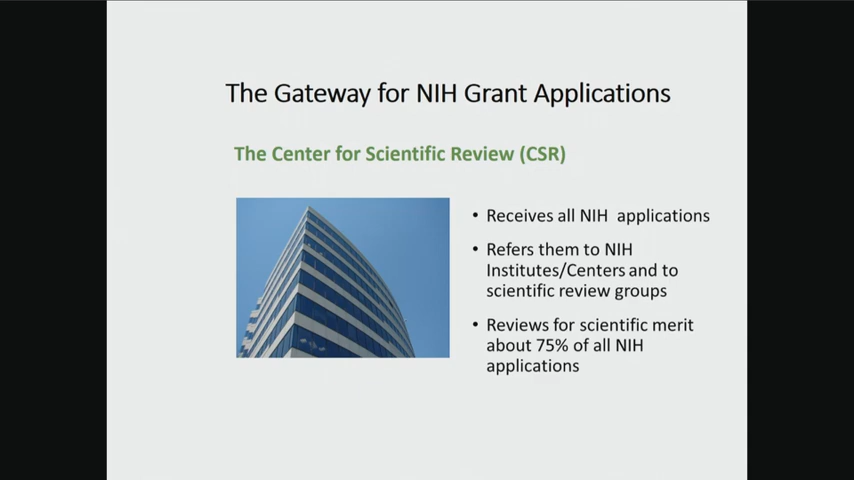 The Gateway for NIH Grant Applications
The Center for Scientific Review (CSR)
• Receives all NIH applications
• Refers them to NIH
Institutes/Centers and to
scientific review groups
• Reviews for scientific merit
about 75% of all NIH
applications